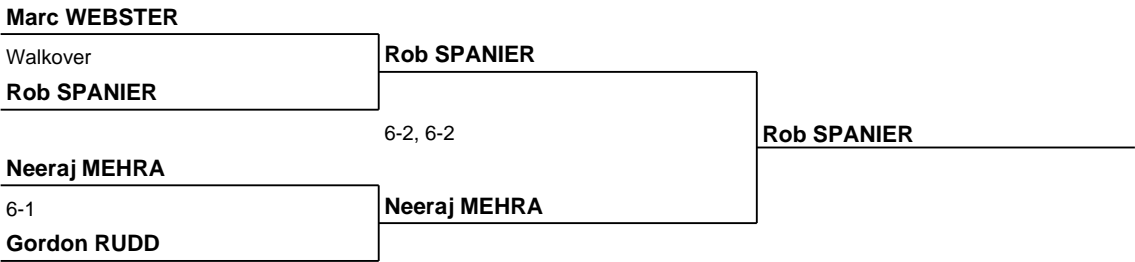 Marc WEBSTER
Walkover
Rob SPANIER
Rob SPANIER
6-2, 6-2
Rob SPANIER
Neeraj MEHRA
6-1
Neeraj MEHRA
Gordon RUDD